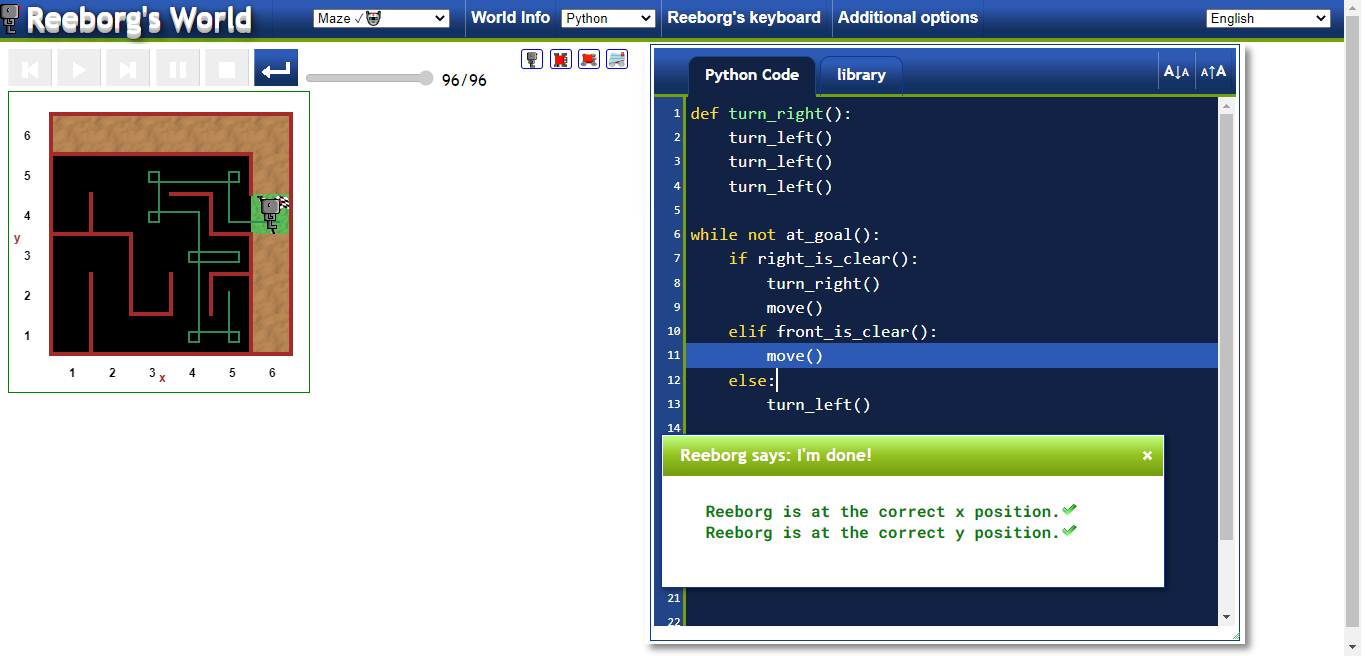 Reeborg's World
Maze ✓
World Info
Python
Reeborg's keyboard
Additional options
English
96/96
Python Code
library
A↓A
A↑A
1 def turn_right():
2     turn_left()
3     turn_left()
4     turn_left()
5
6 while not at_goal():
7     if right_is_clear():
8         turn_right()
9         move()
10     elif front_is_clear():
11         move()
12     else:
13         turn_left()
14
Reeborg says: I'm done!
×
Reeborg is at the correct x position.✓
Reeborg is at the correct y position.✓
21
22
6
5
4
y
3
2
1
1 2 3 x 4 5 6